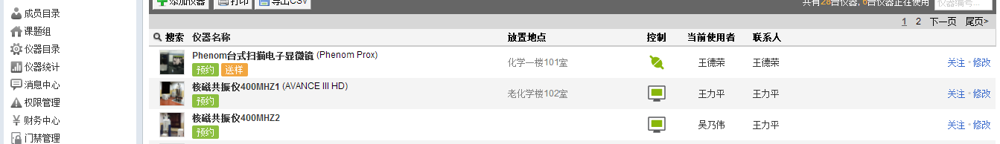 添加仪器 打印 导出CSV 共有28台仪器, 6台仪器正在使用 仪器编号...
1 2 下一页 尾页>
成员目录
课题组
仪器目录
仪器统计
消息中心
权限管理
财务中心
门禁管理
搜索 仪器名称 放置地点 控制 当前使用者 联系人
Phenom台式扫描电子显微镜 (Phenom Prox)
预约 送样
化学一楼101室 王德荣 王德荣 关注 • 修改
核磁共振仪400MHZ1 (AVANCE III HD)
预约
老化学楼102室 王力平 王力平 关注 • 修改
核磁共振仪400MHZ2
预约
吴乃伟 王力平 关注 • 修改